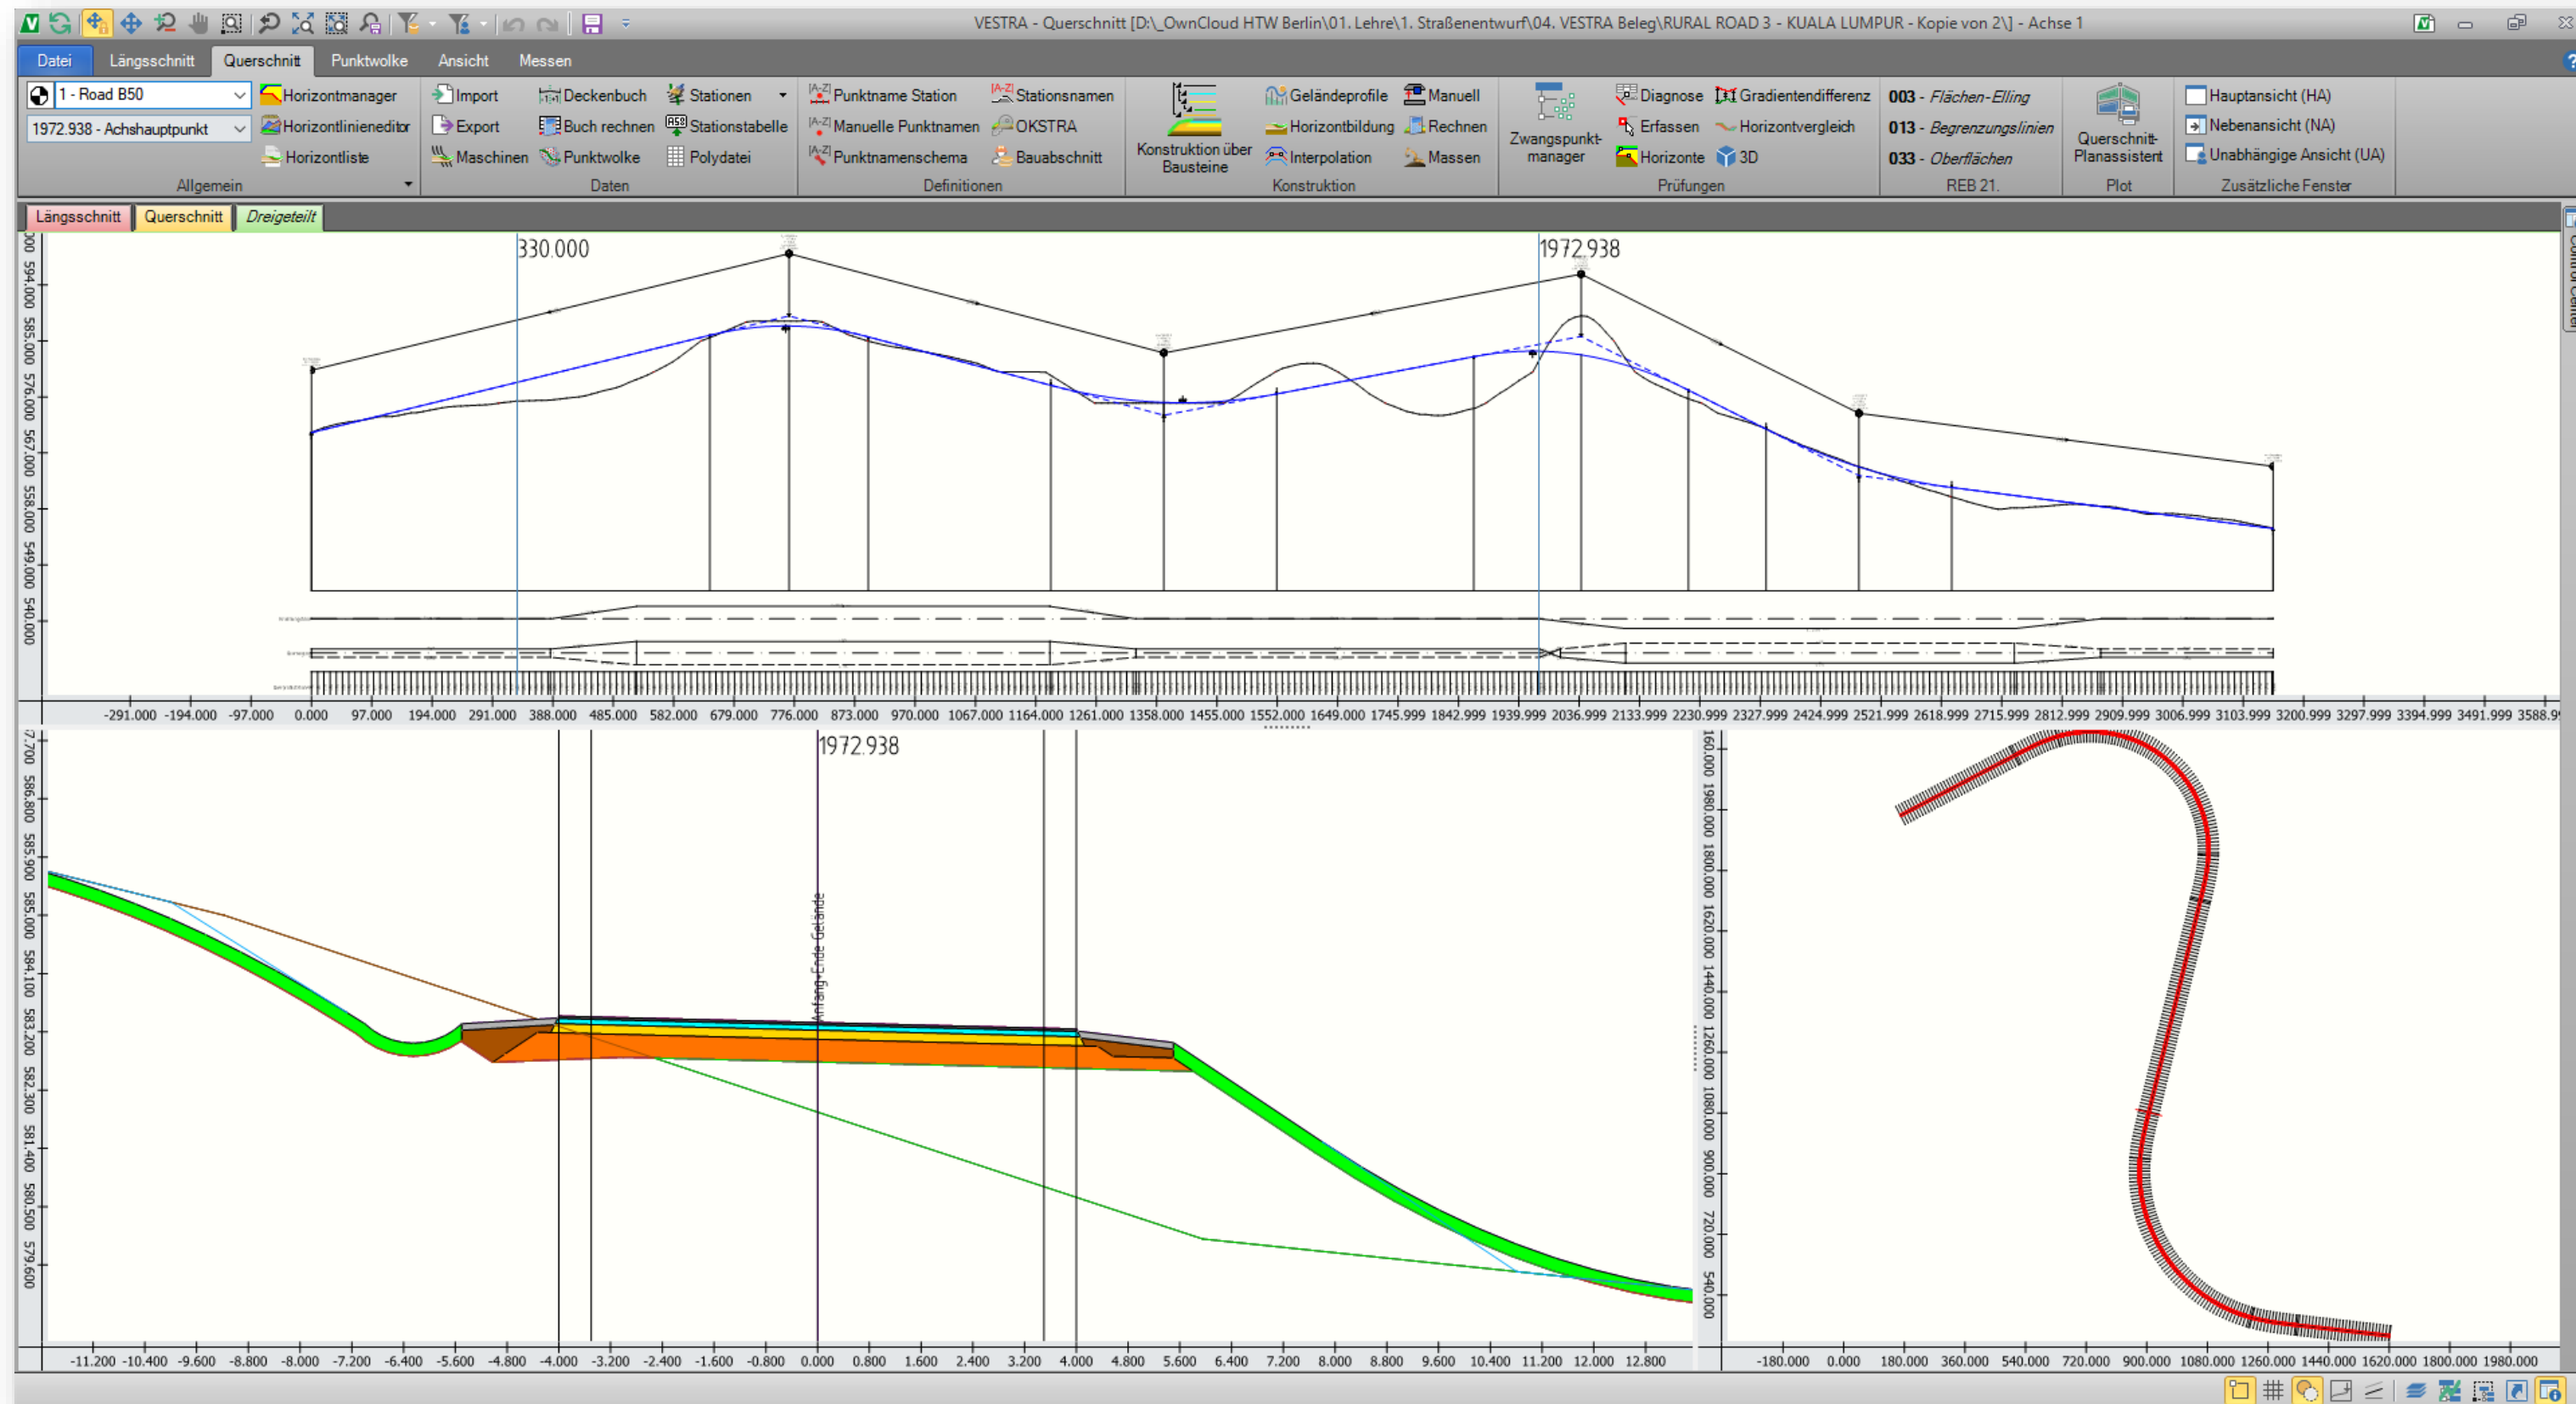 VESTRA - Querschnitt [D:\_OwnCloud HTW Berlin\01. Lehre\1. Straßenentwurf\04. VESTRA Beleg\RURAL ROAD 3 - KUALA LUMPUR - Kopie von 2\] - Achse 1
Datei Längsschnitt Querschnitt Punktwolke Ansicht Messen
1 - Road B50
1972.938 - Achshauptpunkt
Horizontmanager
Horizontlinieneditor
Horizontliste
Allgemein
Import Deckenbuch Stationen
Export Buch rechnen Stationstabelle
Maschinen Punktwolke Polydatei
Daten
Punktname Station Stationsnamen
Manuelle Punktnamen OKSTRA
Punktnamenschema Bauabschnitt
Definitionen
Konstruktion über
Bausteine
Geländeprofile Manuell
Horizontbildung Rechnen
Interpolation Massen
Konstruktion
Zwangspunkt-
manager
Diagnose Gradientendifferenz
Erfassen Horizontvergleich
Horizonte 3D
Prüfungen
003 - Flächen-Elling
013 - Begrenzungslinien
033 - Oberflächen
REB 21.
Querschnitt-
Planassistent
Plot
Hauptansicht (HA)
Nebenansicht (NA)
Unabhängige Ansicht (UA)
Zusätzliche Fenster
Längsschnitt Querschnitt Dreigeteilt
330.000
1972.938
594.000
585.000
576.000
567.000
558.000
549.000
540.000
-291.000 -194.000 -97.000 0.000 97.000 194.000 291.000 388.000 485.000 582.000 679.000 776.000 873.000 970.000 1067.000 1164.000 1261.000 1358.000 1455.000 1552.000 1649.000 1745.999 1842.999 1939.999 2036.999 2133.999 2230.999 2327.999 2424.999 2521.999 2618.999 2715.999 2812.999 2909.999 3006.999 3103.999 3200.999 3297.999 3394.999 3491.999 3588.9
1972.938
Anfang+Ende Gelände
7.700
586.800
585.900
585.000
584.100
583.200
582.300
581.400
580.500
579.600
-11.200 -10.400 -9.600 -8.800 -8.000 -7.200 -6.400 -5.600 -4.800 -4.000 -3.200 -2.400 -1.600 -0.800 0.000 0.800 1.600 2.400 3.200 4.000 4.800 5.600 6.400 7.200 8.000 8.800 9.600 10.400 11.200 12.000 12.800
160.000
1980.000
1800.000
1620.000
1440.000
1260.000
1080.000
900.000
720.000
540.000
-180.000 0.000 180.000 360.000 540.000 720.000 900.000 1080.000 1260.000 1440.000 1620.000 1800.000 1980.000